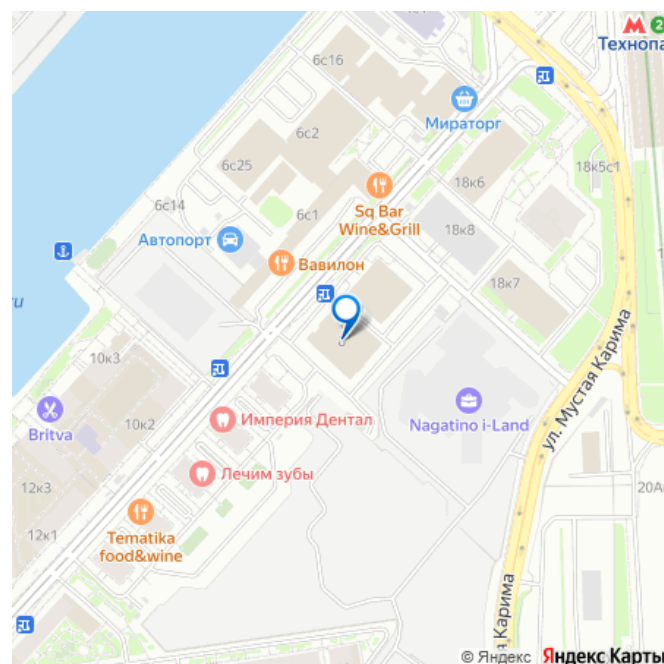 6с16
Технопа
Мираторг
6с2
6с25
18к6
18к5с1
6с14
6с1
Sq Bar
Wine&Grill
18к8
Автопорт
Вавилон
18к7
ru
10к3
ул. Мустая Карима
Britva
10к2
Империя Дентал
Nagatino i-Land
Лечим зубы
12к3
20А
12к1
Tematika
food&wine
я Карима
© Яндекс Яндекс Карты